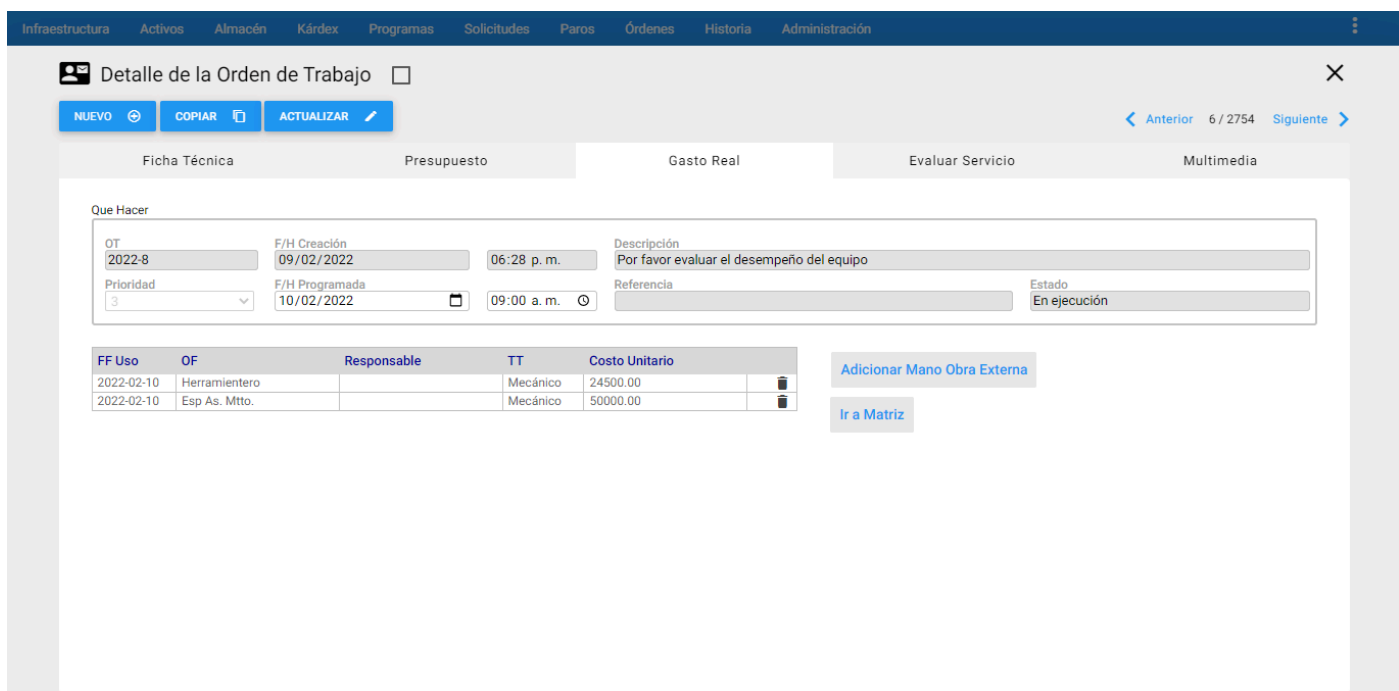 Infraestructura Activos Almacén Kárdex Programas Solicitudes Paros Órdenes Historia Administración
Detalle de la Orden de Trabajo
NUEVO COPIAR ACTUALIZAR
Anterior 6 / 2754 Siguiente
Ficha Técnica Presupuesto Gasto Real Evaluar Servicio Multimedia
Que Hacer
OT F/H Creación Descripción
2022-8 09/02/2022 06:28 p. m. Por favor evaluar el desempeño del equipo
Prioridad F/H Programada Referencia Estado
3 10/02/2022 09:00 a. m. En ejecución
FF Uso OF Responsable TT Costo Unitario
2022-02-10 Herramientero Mecánico 24500.00
2022-02-10 Esp As. Mtto. Mecánico 50000.00
Adicionar Mano Obra Externa
Ir a Matriz